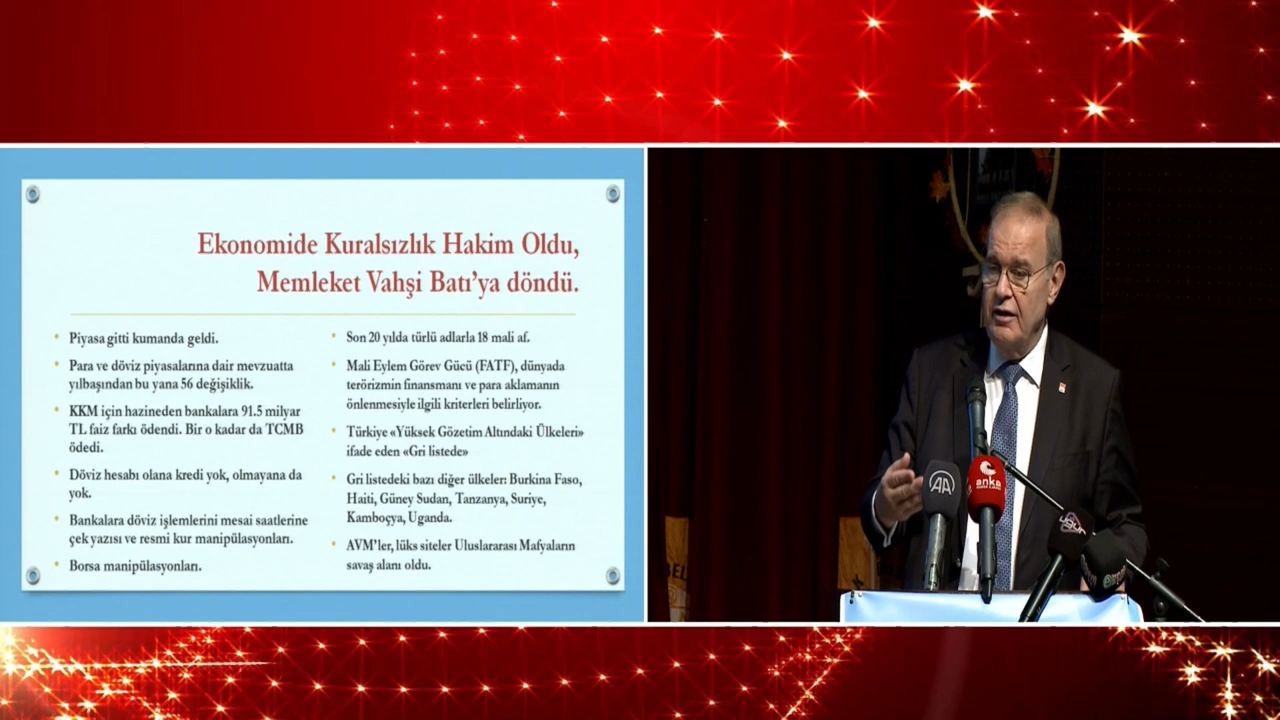 Ekonomide Kuralsızlık Hakim Oldu,
Memleket Vahşi Batı'ya döndü.
Piyasa gitti kumanda geldi.
Para ve döviz piyasalarına dair mevzuatta
yılbaşından bu yana 56 değişiklik.
KKM için hazineden bankalara 91.5 milyar
TL faiz farkı ödendi. Bir o kadar da TCMB
ödedi.
Döviz hesabı olana kredi yok, olmayana da
yok.
Bankalara döviz işlemlerini mesai saatlerine
çek yazısı ve resmi kur manipülasyonları.
Borsa manipülasyonları.
Son 20 yılda türlü adlarla 18 mali af.
Mali Eylem Görev Gücü (FATF), dünyada
terörizmin finansmanı ve para aklamanın
önlenmesiyle ilgili kriterleri belirliyor.
Türkiye «Yüksek Gözetim Altındaki Ülkeleri»
ifade eden «Gri listede»
Gri listedeki bazı diğer ülkeler: Burkina Faso,
Haiti, Güney Sudan, Tanzanya, Suriye,
Kamboçya, Uganda.
AVM'ler, lüks siteler Uluslararası Mafyaların
savaş alanı oldu.
AA
anka